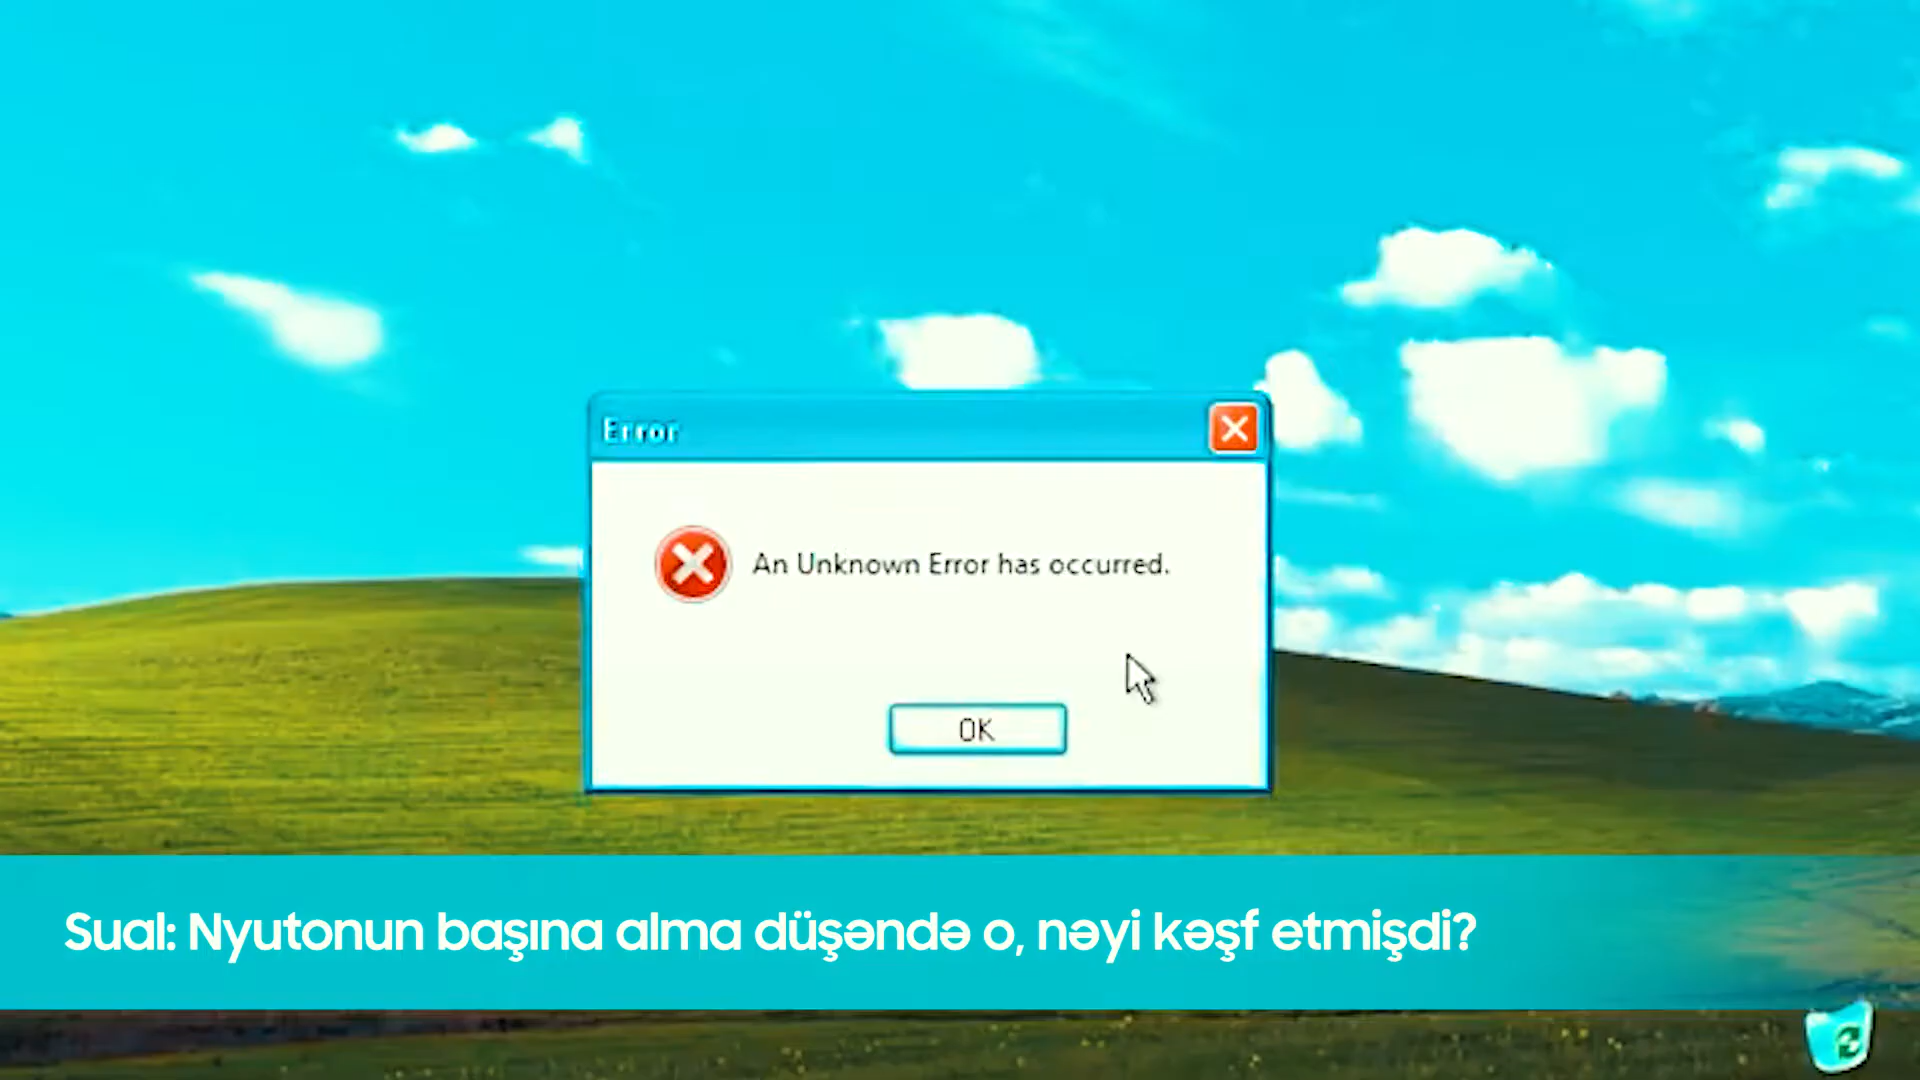 Error
An Unknown Error has occurred.
OK
Sual: Nyutonun başına alma düşəndə o, nəyi kəşf etmişdi?